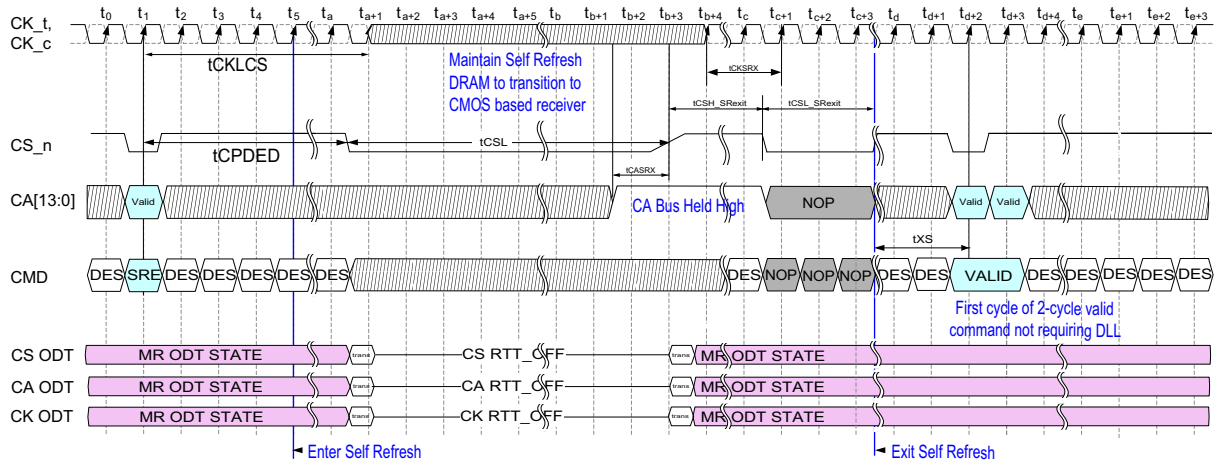 t0 t1 t2 t3 t4 t5 ta ta+1 ta+2 ta+3 ta+4 ta+5 tb tb+1 tb+2 tb+3 tb+4 tc tc+1 tc+2 tc+3 td td+1 td+2 td+3 td+4 te te+1 te+2 te+3
CK_t,
CK_c
tCKLCS
Maintain Self Refresh
DRAM to transition to
CMOS based receiver
tCKSRX
tCSH_SRexit tCSL_SRexit
CS_n
tCPDED
tCSL
tCASRX
CA[13:0]
Valid
CA Bus Held High
NOP
Valid Valid
tXS
CMD
DES SRE DES DES DES DES DES DES NOP NOP NOP DES DES VALID DES DES DES DES DES
First cycle of 2-cycle valid
command not requiring DLL
CS ODT MR ODT STATE trans CS RTT_OFF trans MR ODT STATE
CA ODT MR ODT STATE trans CA RTT_OFF trans MR ODT STATE
CK ODT MR ODT STATE trans CK RTT_OFF trans MR ODT STATE
Enter Self Refresh
Exit Self Refresh